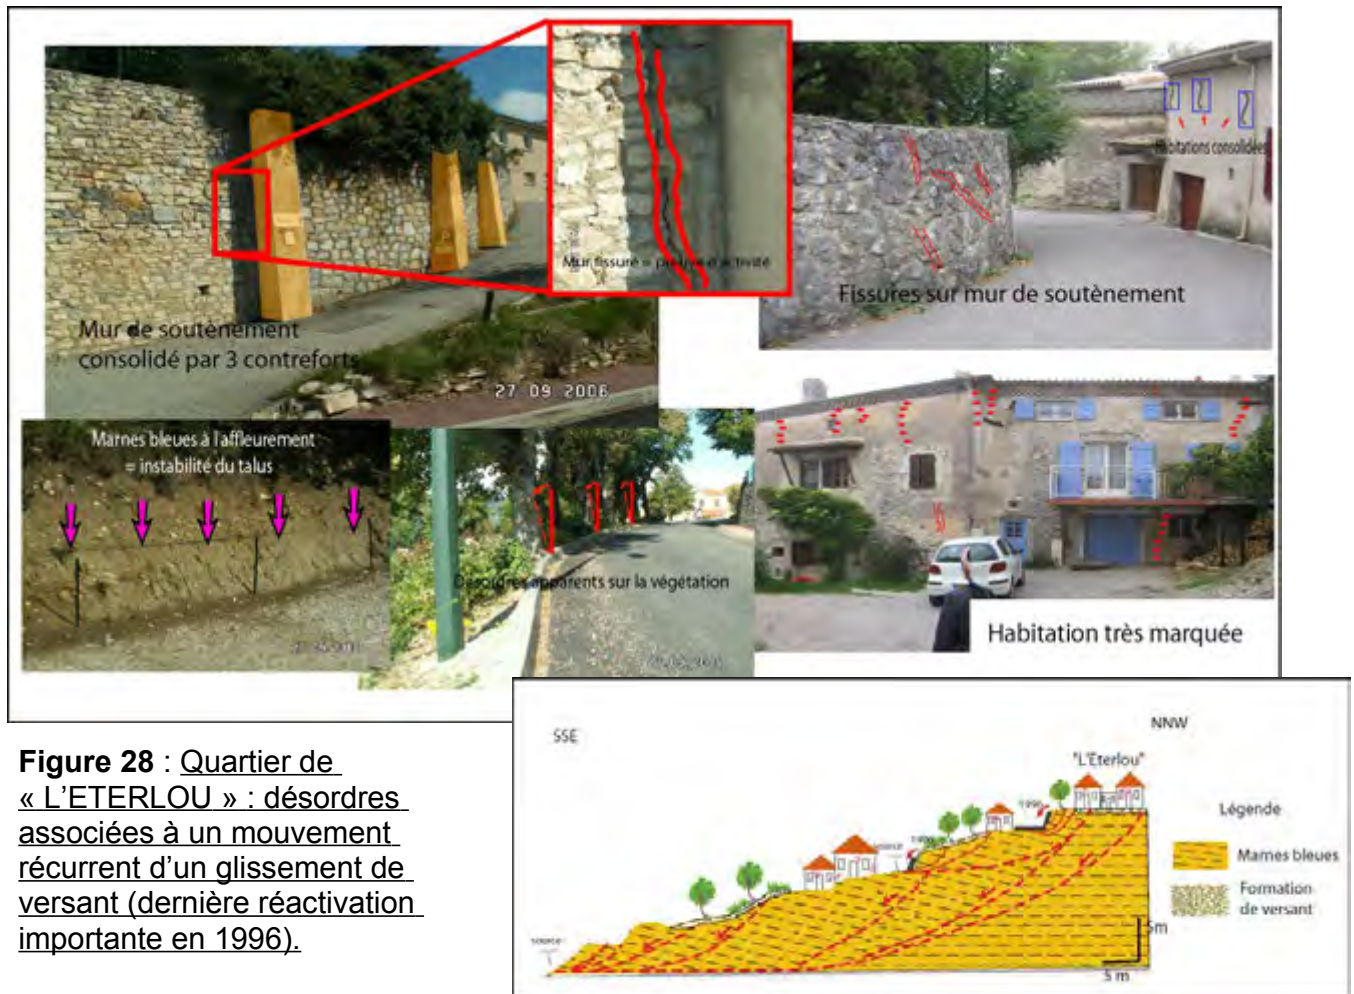 Mur de soutènement
consolidé par 3 contreforts
27 09 2006
Mur fissuré = preuve d'activité
Habitations consolidées
Fissures sur mur de soutènement
Marnes bleues à l'affleurement
= instabilité du talus
Désordres apparents sur la végétation
Habitation très marquée
Figure 28 : Quartier de
« L'ETERLOU » : désordres
associées à un mouvement
récurrent d'un glissement de
versant (dernière réactivation
importante en 1996).
SSE
NNW
"L'Eterlou"
1996
source
source
Légende
Marnes bleues
Formation
de versant
5m
5 m